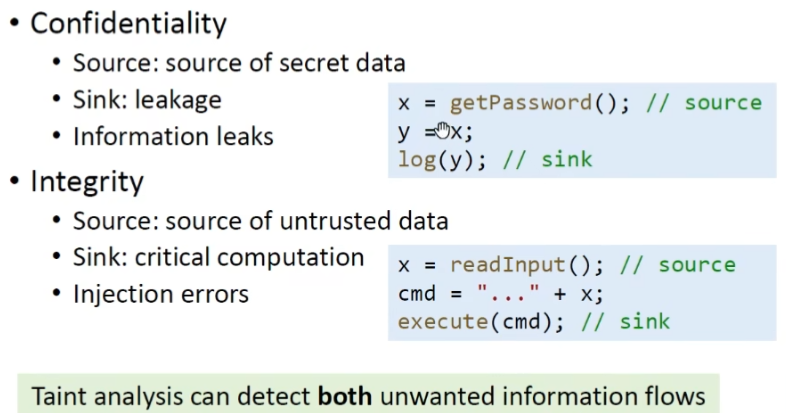 • Confidentiality
• Source: source of secret data
• Sink: leakage
• Information leaks
x = getPassword(); // source
y = x;
log(y); // sink
• Integrity
• Source: source of untrusted data
• Sink: critical computation
• Injection errors
x = readInput(); // source
cmd = "..." + x;
execute(cmd); // sink
Taint analysis can detect both unwanted information flows